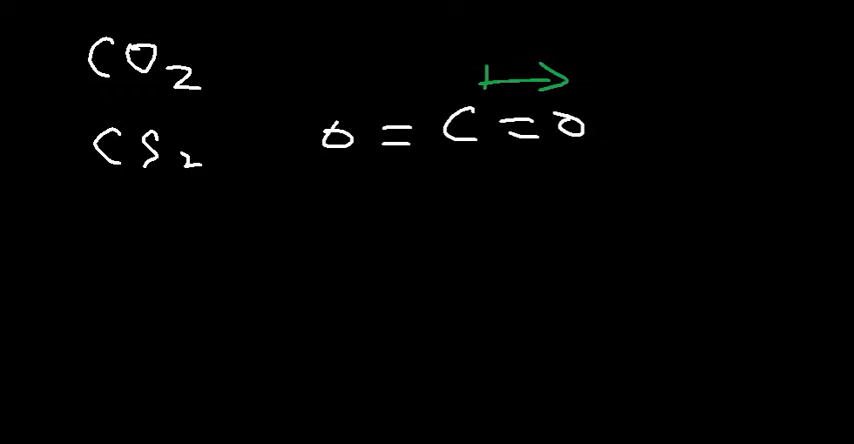 CO2
CS2
O = C = O